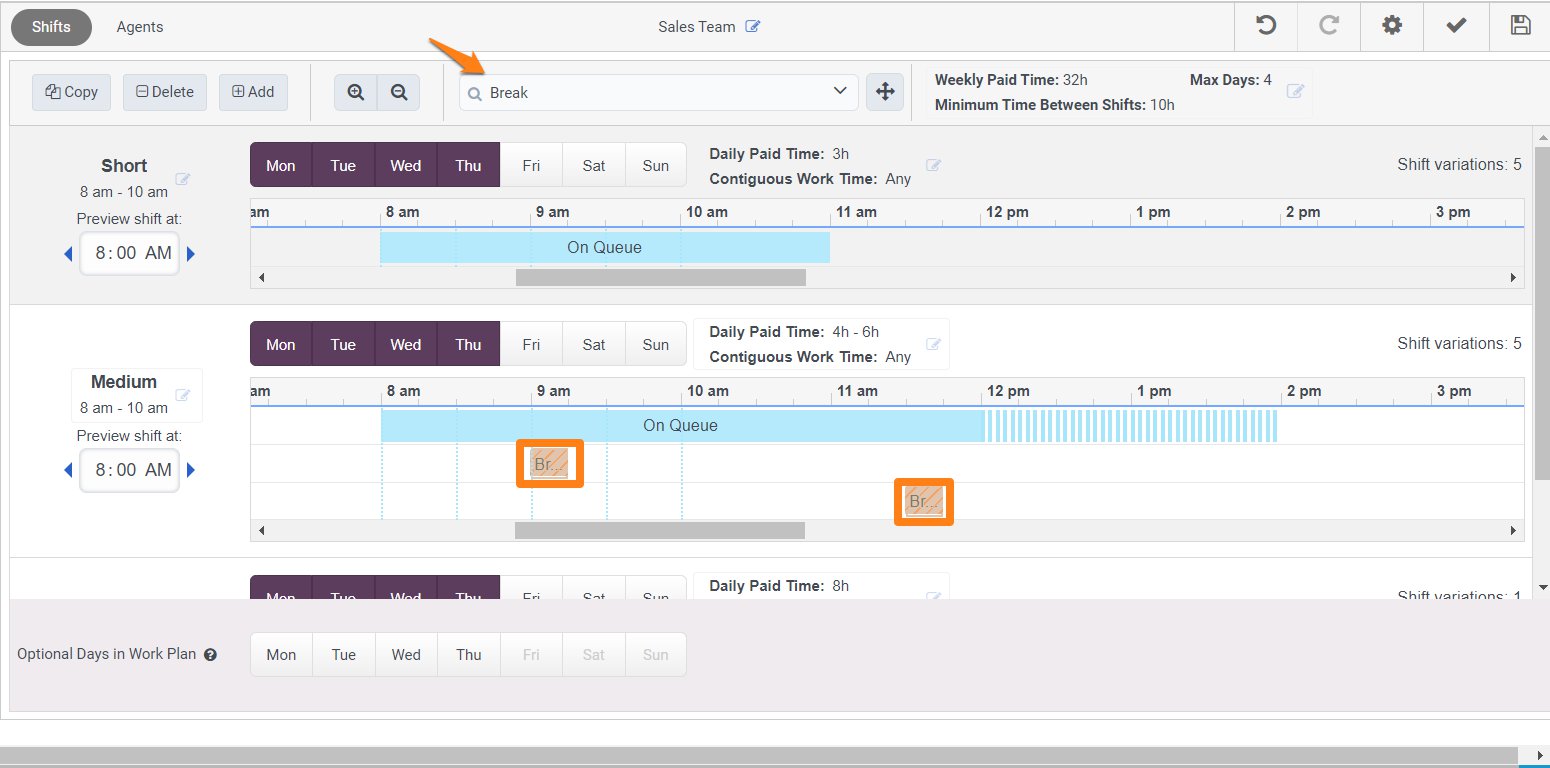 Shifts Agents Sales Team
Copy Delete Add Break Weekly Paid Time: 32h Max Days: 4
Minimum Time Between Shifts: 10h
Short
8 am - 10 am
Preview shift at:
8:00 AM
Mon Tue Wed Thu Fri Sat Sun
Daily Paid Time: 3h
Contiguous Work Time: Any
Shift variations: 5
am 8 am 9 am 10 am 11 am 12 pm 1 pm 2 pm 3 pm
On Queue
Medium
8 am - 10 am
Preview shift at:
8:00 AM
Mon Tue Wed Thu Fri Sat Sun
Daily Paid Time: 4h - 6h
Contiguous Work Time: Any
Shift variations: 5
am 8 am 9 am 10 am 11 am 12 pm 1 pm 2 pm 3 pm
On Queue
Br...
Br...
Mon Tue Wed Thu Fri Sat Sun
Daily Paid Time: 8h
Shift variations: 1
Optional Days in Work Plan ? Mon Tue Wed Thu Fri Sat Sun